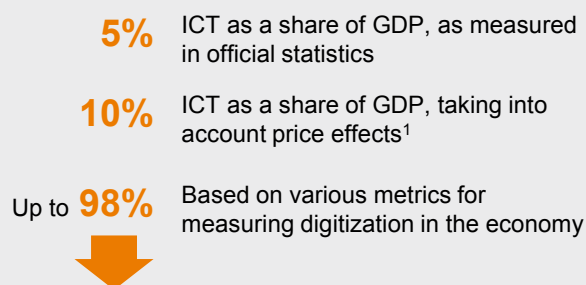 5% ICT as a share of GDP, as measured
in official statistics
10% ICT as a share of GDP, taking into
account price effects¹
Up to 98% Based on various metrics for
measuring digitization in the economy